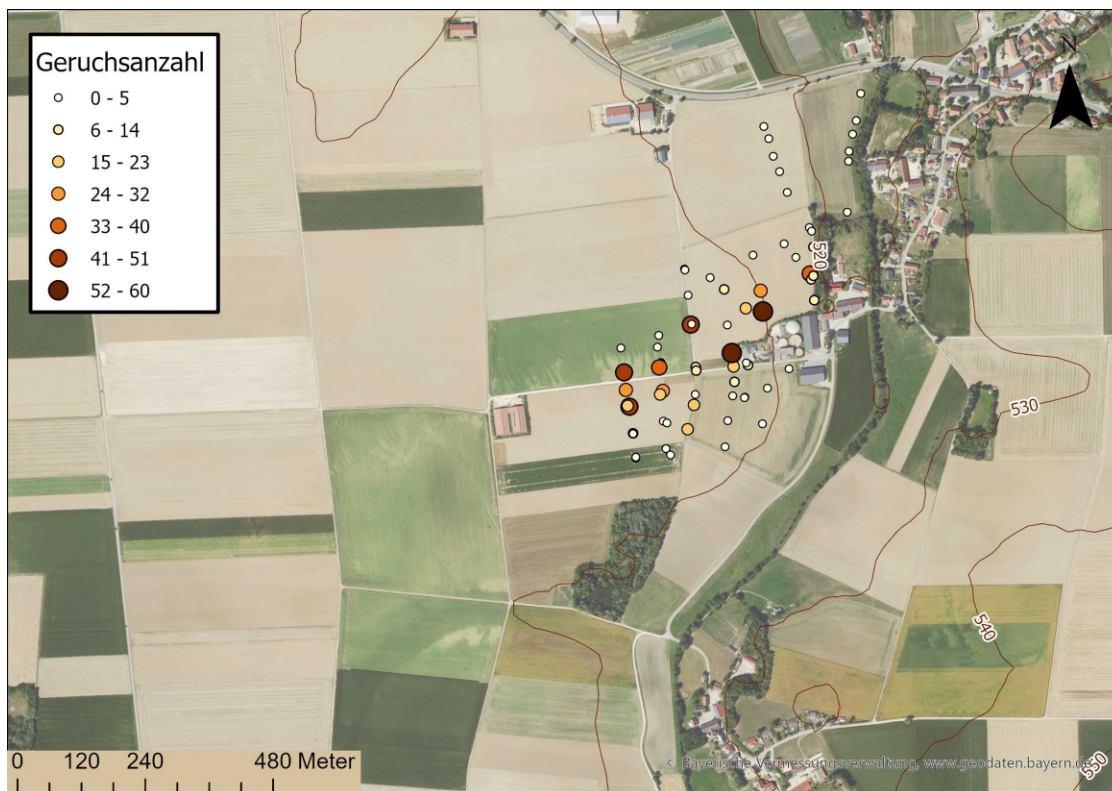 Geruchsanzahl
0 - 5
6 - 14
15 - 23
24 - 32
33 - 40
41 - 51
52 - 60
N
520
530
540
550
0 120 240 480 Meter
© Bayerische Vermessungsverwaltung, www.geodaten.bayern.de